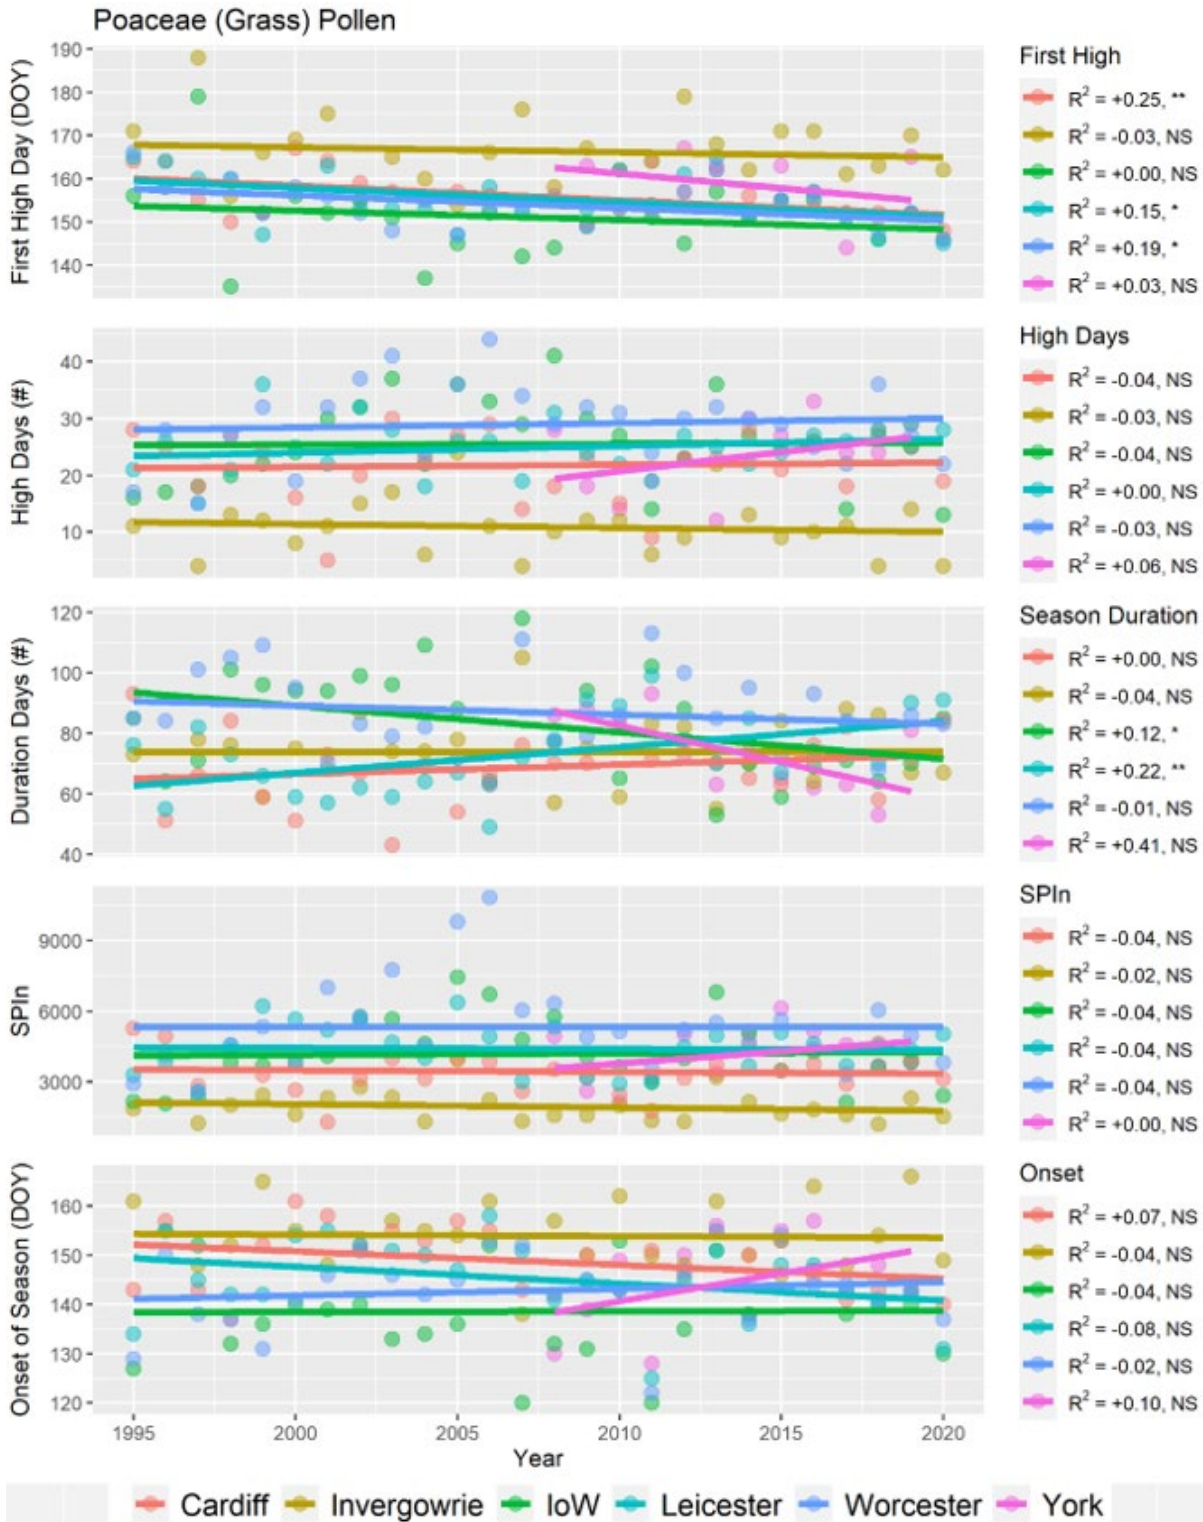 Poaceae (Grass) Pollen
First High Day (DOY)
190
180
170
160
150
140
First High
R² = +0.25, **
R² = -0.03, NS
R² = +0.00, NS
R² = +0.15, *
R² = +0.19, *
R² = +0.03, NS
High Days (#)
40
30
20
10
High Days
R² = -0.04, NS
R² = -0.03, NS
R² = -0.04, NS
R² = +0.00, NS
R² = -0.03, NS
R² = +0.06, NS
Duration Days (#)
120
100
80
60
40
Season Duration
R² = +0.00, NS
R² = -0.04, NS
R² = +0.12, *
R² = +0.22, **
R² = -0.01, NS
R² = +0.41, NS
SPIn
9000
6000
3000
SPIn
R² = -0.04, NS
R² = -0.02, NS
R² = -0.04, NS
R² = -0.04, NS
R² = -0.04, NS
R² = +0.00, NS
Onset of Season (DOY)
160
150
140
130
120
Onset
R² = +0.07, NS
R² = -0.04, NS
R² = -0.04, NS
R² = -0.08, NS
R² = -0.02, NS
R² = +0.10, NS
1995 2000 2005 2010 2015 2020
Year
Cardiff Invergowrie IoW Leicester Worcester York